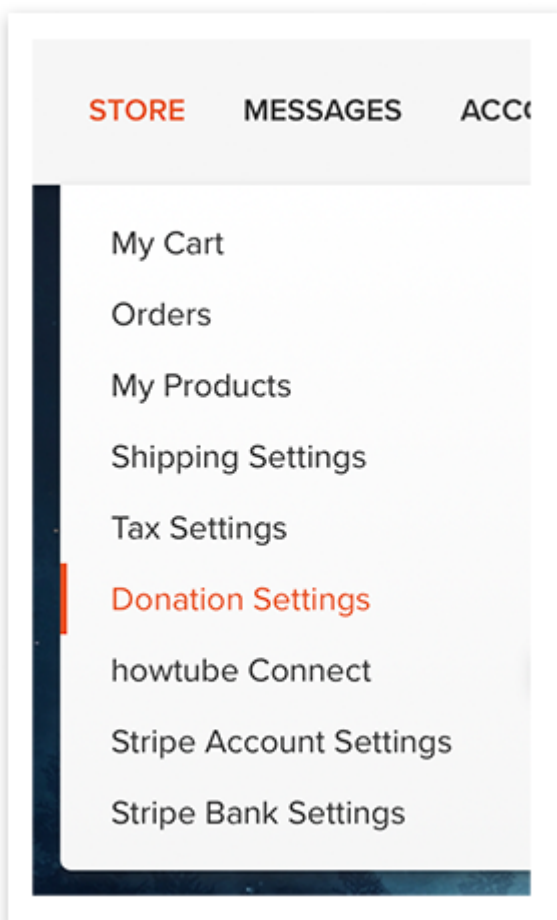 STORE MESSAGES
My Cart
Orders
My Products
Shipping Settings
Tax Settings
Donation Settings
howtube Connect
Stripe Account Settings
Stripe Bank Settings